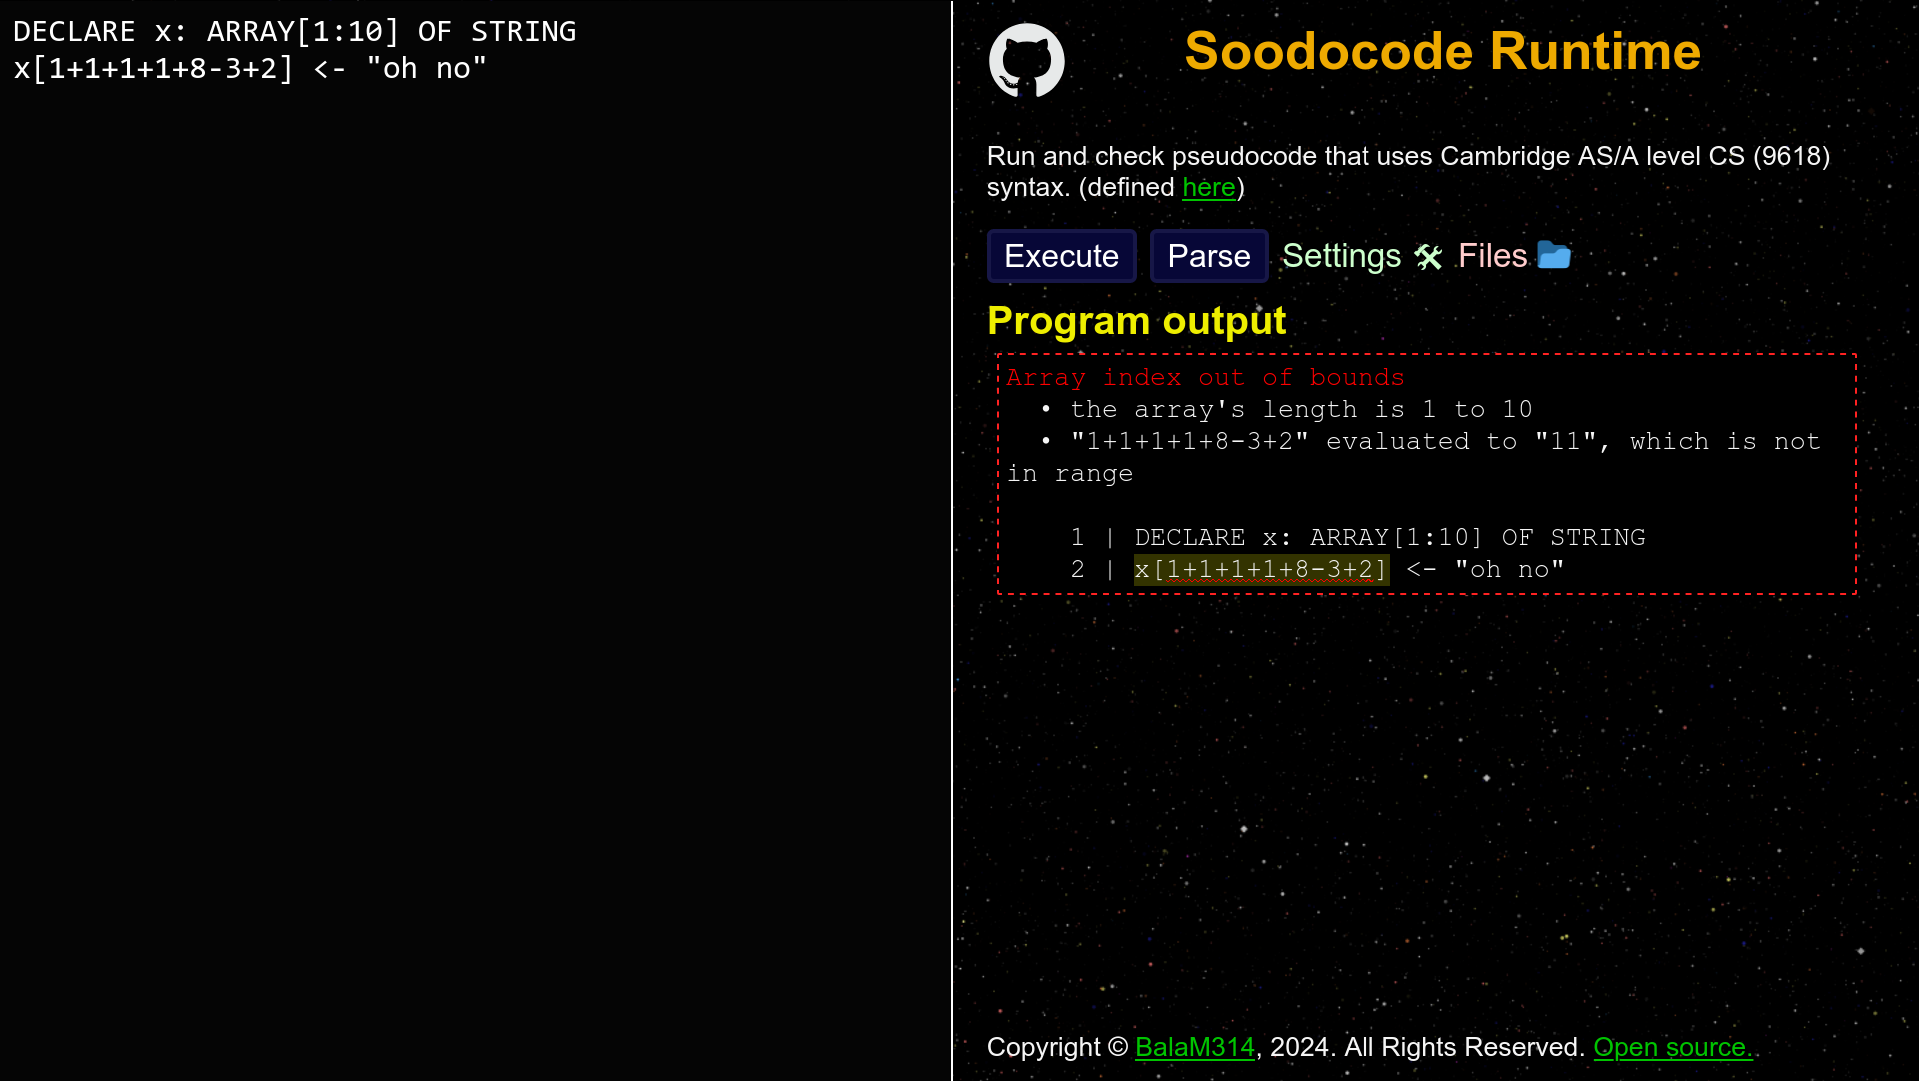 DECLARE x: ARRAY[1:10] OF STRING
x[1+1+1+1+8-3+2] <- "oh no"
Soodocode Runtime
Run and check pseudocode that uses Cambridge AS/A level CS (9618)
syntax. (defined here)
Execute Parse Settings 🛠 Files 📂
Program output
Array index out of bounds
• the array's length is 1 to 10
• "1+1+1+1+8-3+2" evaluated to "11", which is not
in range
1 | DECLARE x: ARRAY[1:10] OF STRING
2 | x[1+1+1+1+8-3+2] <- "oh no"
Copyright © BalaM314, 2024. All Rights Reserved. Open source.